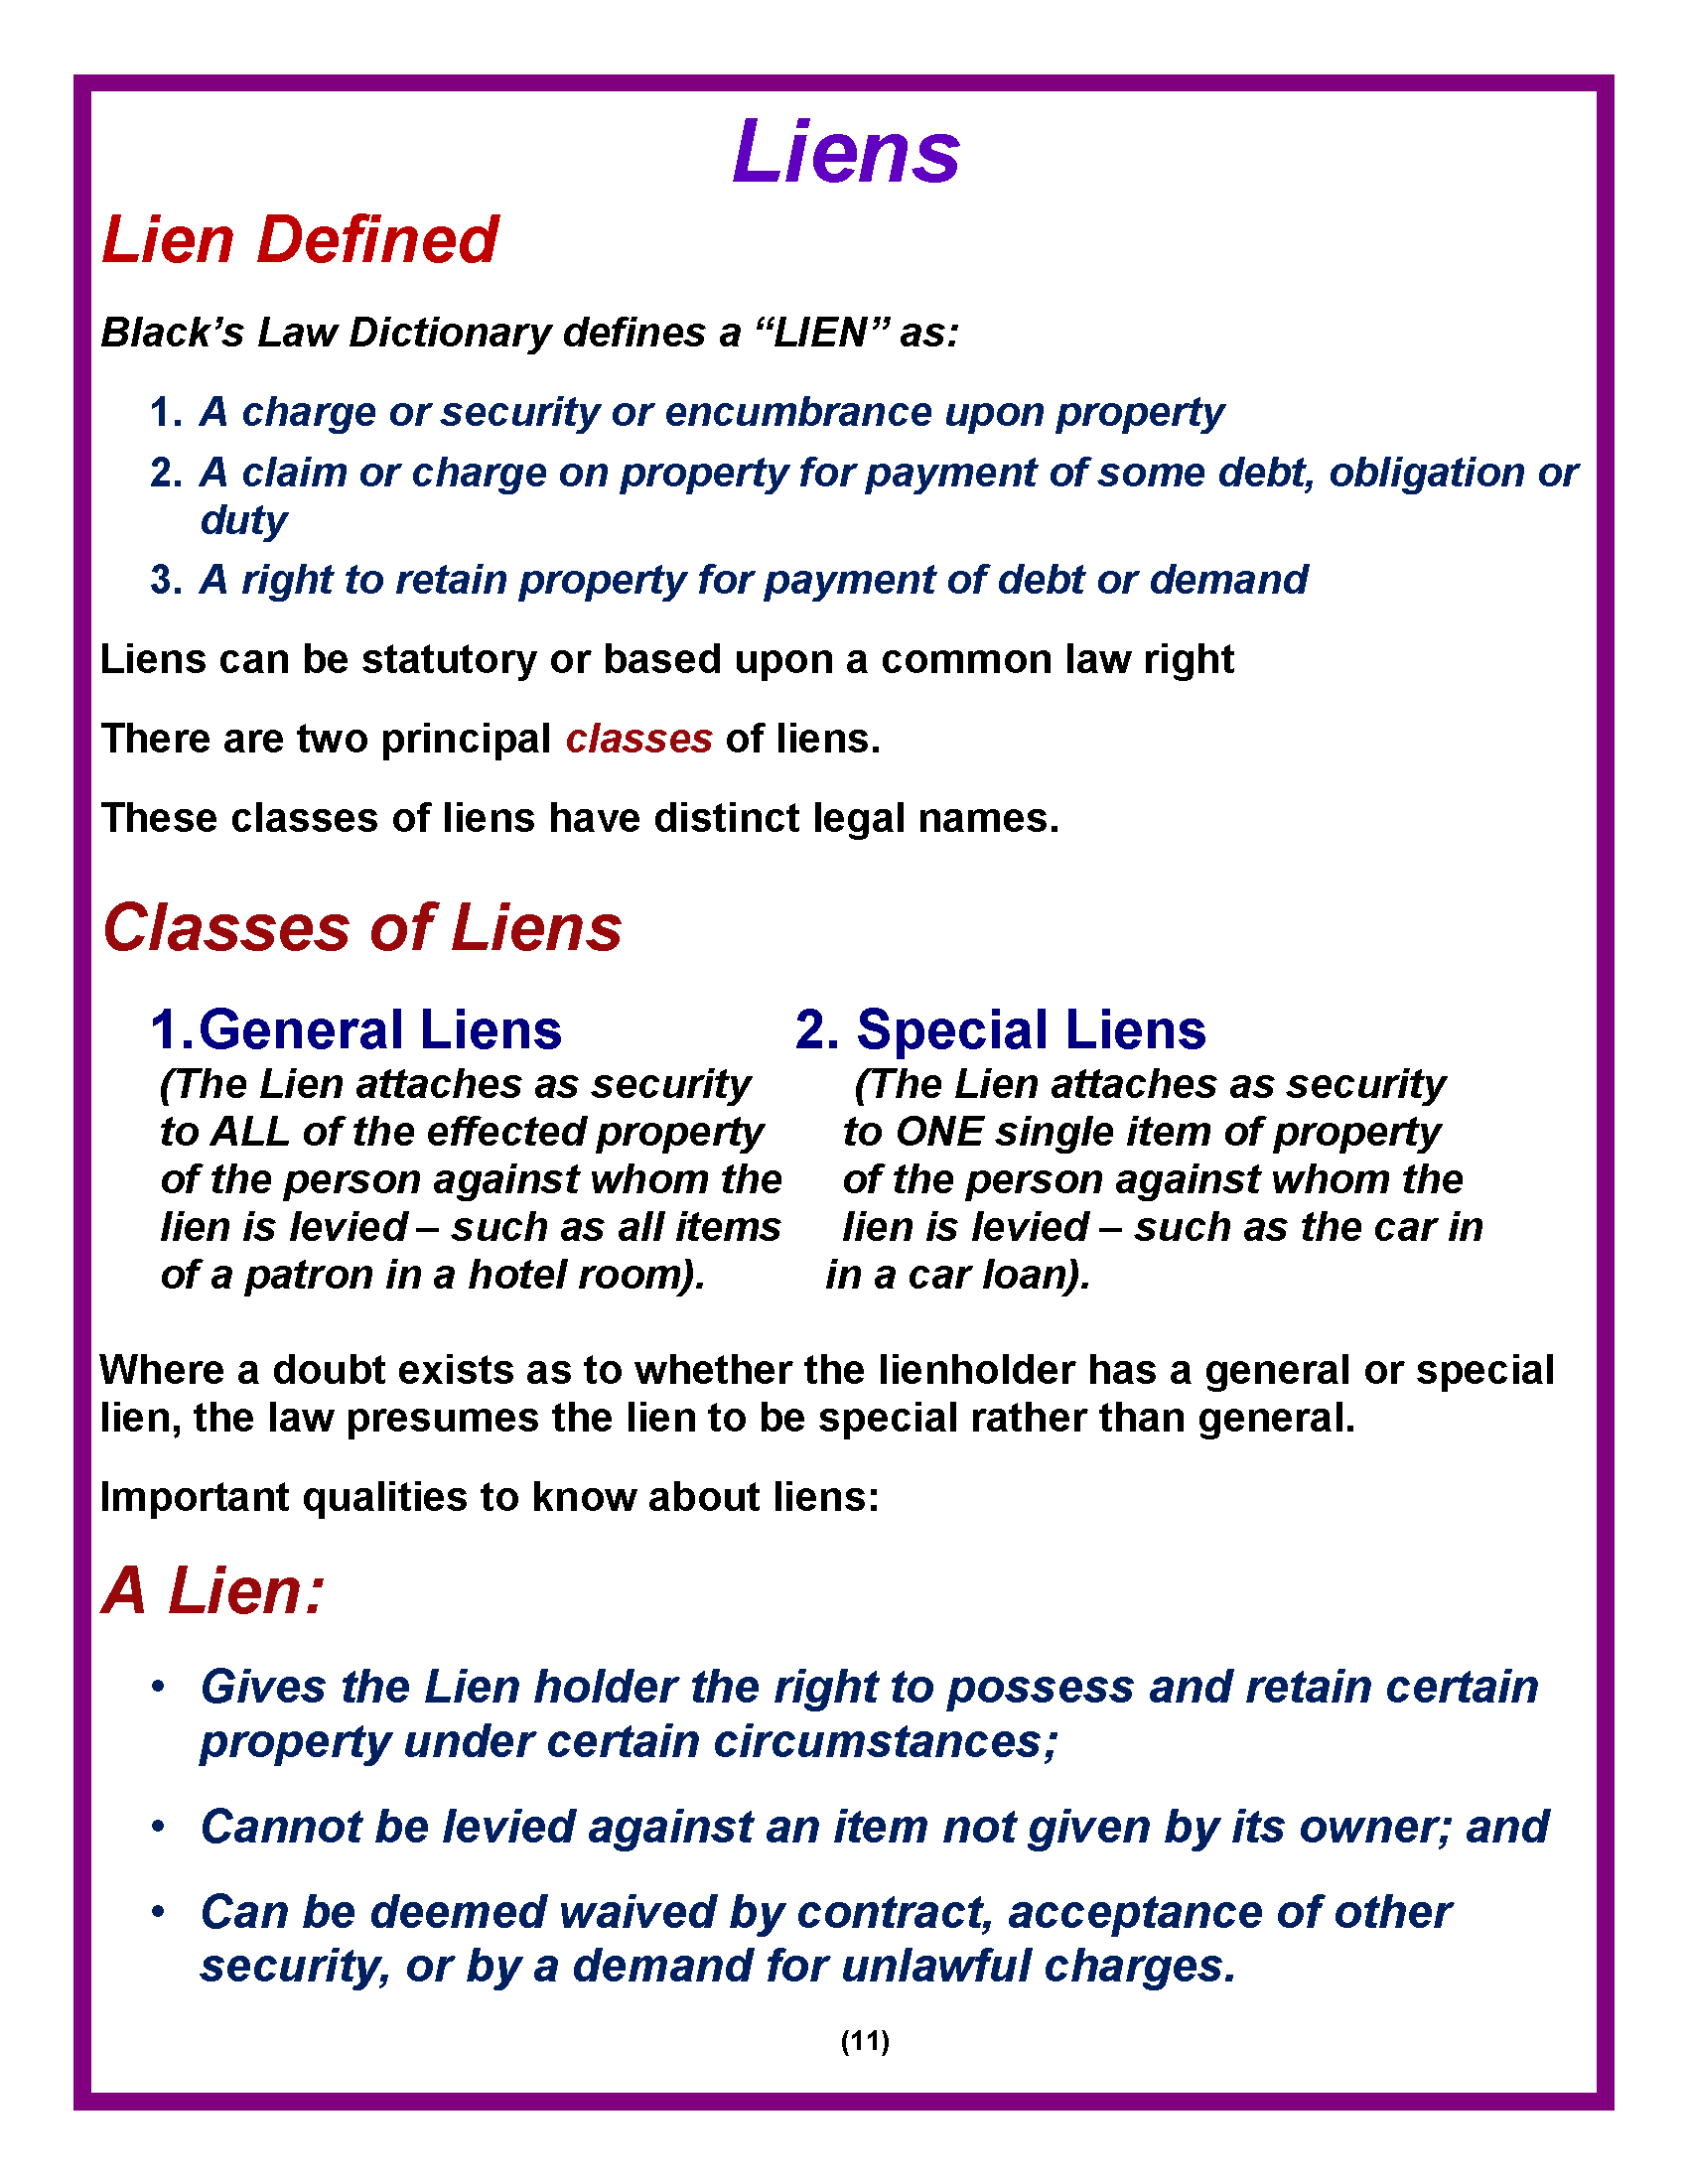 Liens
Lien Defined
Black’s Law Dictionary defines a “LIEN” as:
1. A charge or security or encumbrance upon property
2. A claim or charge on property for payment of some debt, obligation or
duty
3. A right to retain property for payment of debt or demand
Liens can be statutory or based upon a common law right
There are two principal classes of liens.
These classes of liens have distinct legal names.
Classes of Liens
1.General Liens
(The Lien attaches as security
to ALL of the effected property
of the person against whom the
lien is levied – such as all items
of a patron in a hotel room).
2. Special Liens
(The Lien attaches as security
to ONE single item of property
of the person against whom the
lien is levied – such as the car in
in a car loan).
Where a doubt exists as to whether the lienholder has a general or special
lien, the law presumes the lien to be special rather than general.
Important qualities to know about liens:
A Lien:
• Gives the Lien holder the right to possess and retain certain
property under certain circumstances;
• Cannot be levied against an item not given by its owner; and
• Can be deemed waived by contract, acceptance of other
security, or by a demand for unlawful charges.
(11)